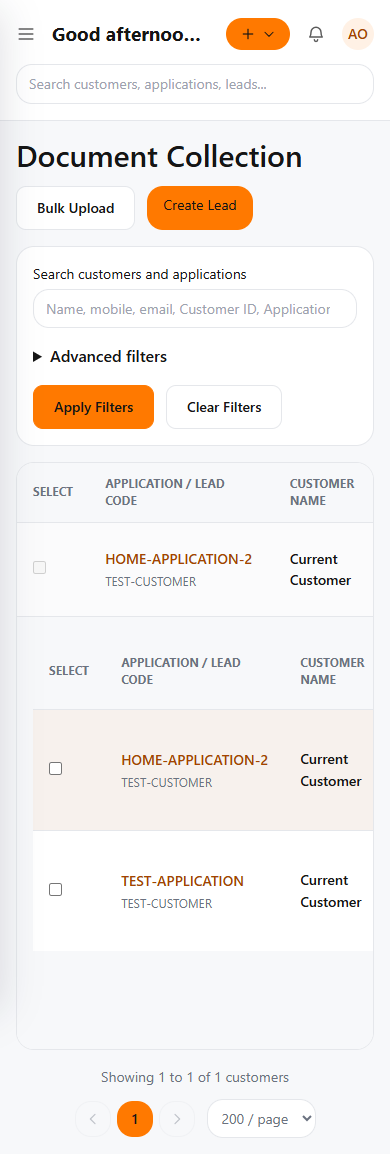 Good afternoo...
AO
Search customers, applications, leads...
Document Collection
Bulk Upload
Create Lead
Search customers and applications
Name, mobile, email, Customer ID, Application
Advanced filters
Apply Filters
Clear Filters
SELECT
APPLICATION / LEAD
CODE
CUSTOMER
NAME
HOME-APPLICATION-2
TEST-CUSTOMER
Current
Customer
SELECT
APPLICATION / LEAD
CODE
CUSTOMER
NAME
HOME-APPLICATION-2
TEST-CUSTOMER
Current
Customer
TEST-APPLICATION
TEST-CUSTOMER
Current
Customer
Showing 1 to 1 of 1 customers
1
200 / page